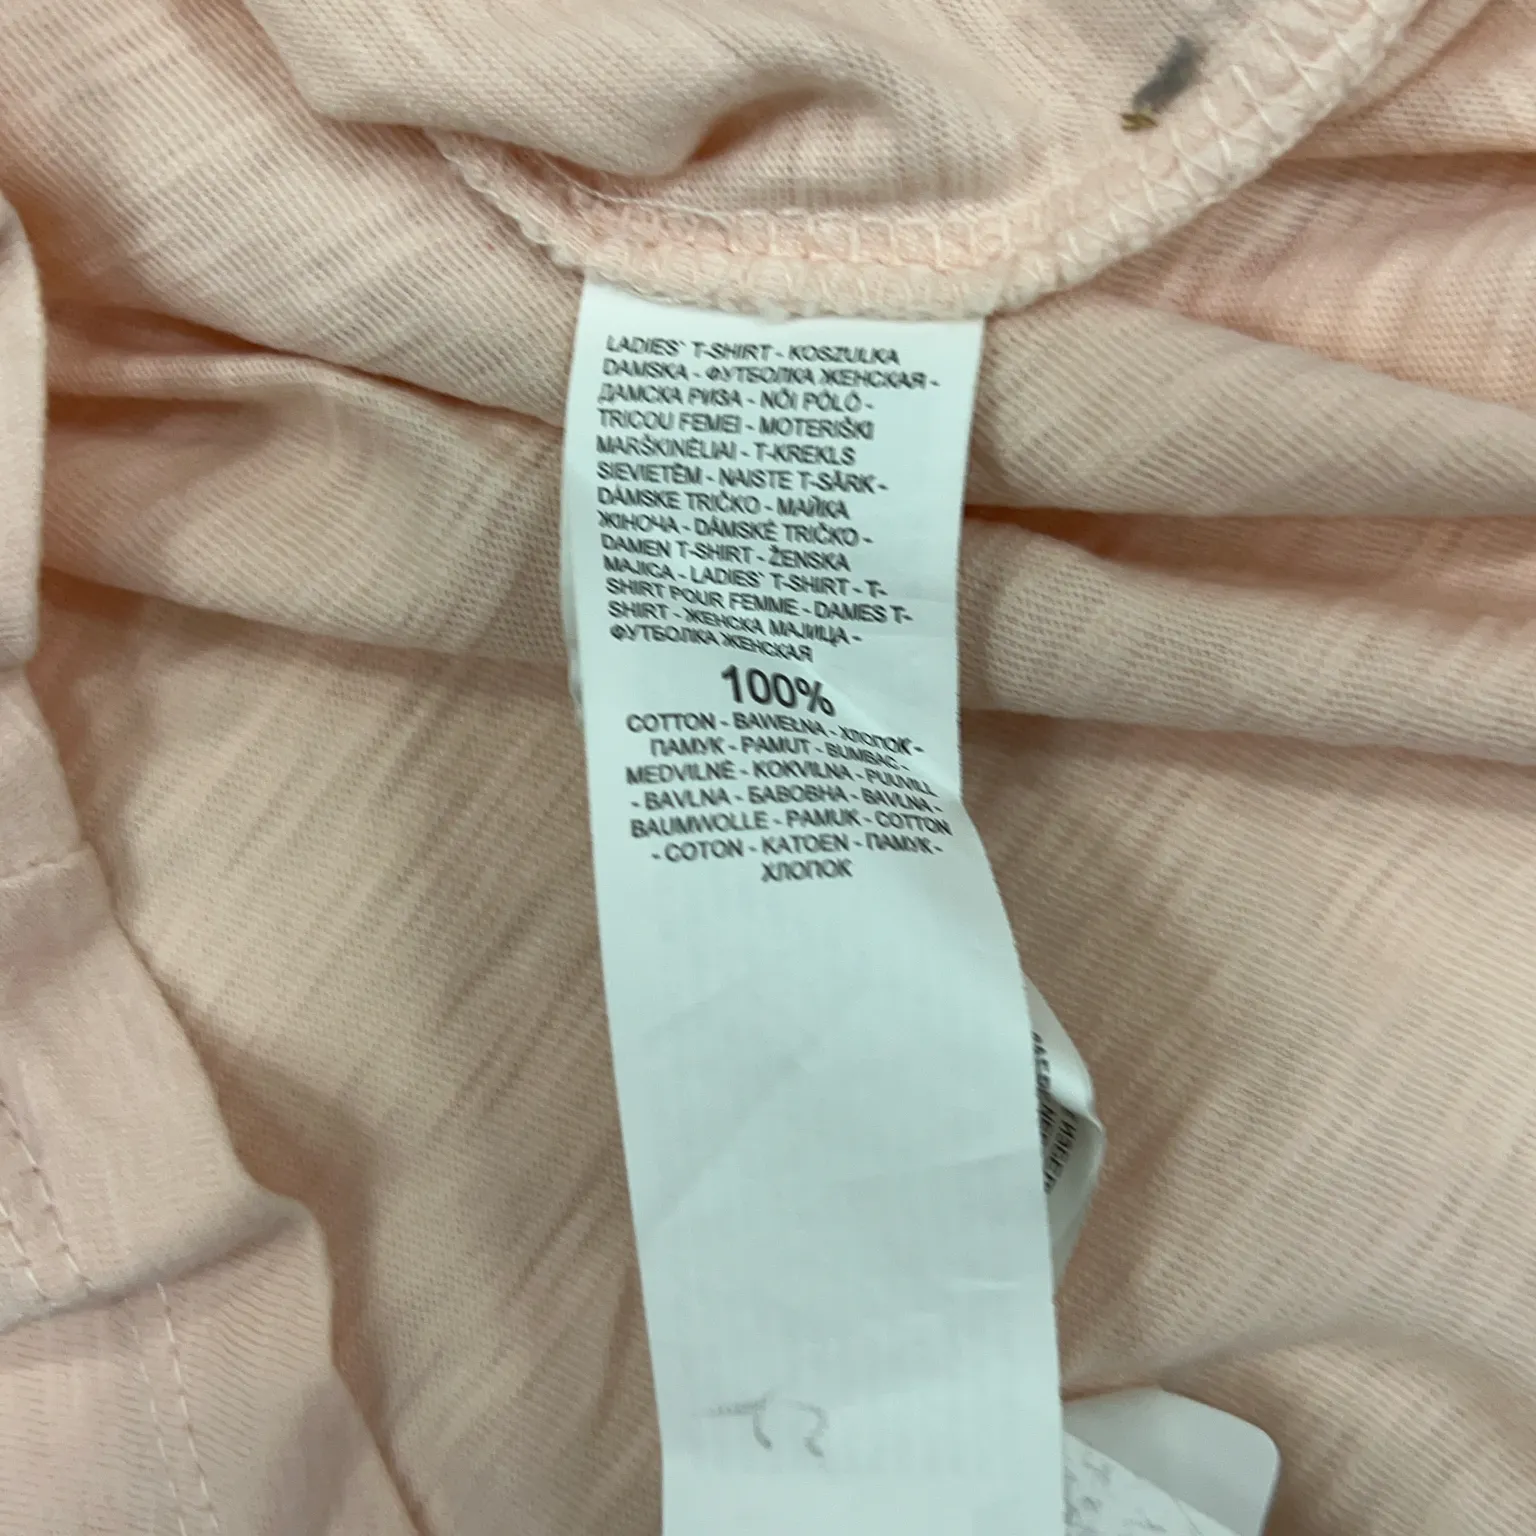 LADIES` T-SHIRT - KOSZULKA
DAMSKA - ФУТБОЛКА ЖЕНСКАЯ -
ДАМСКА РИЗА - NŐI PÓLÓ -
TRICOU FEMEI - MOTERIŠKI
MARŠKINĖLIAI - T-KREKLS
SIEVIETĒM - NAISTE T-SÄRK -
DÁMSKE TRIČKO - МАЙКА
ЖІНОЧА - DÁMSKÉ TRIČKO -
DAMEN T-SHIRT - ŽENSKA
MAJICA - LADIES` T-SHIRT - T-
SHIRT POUR FEMME - DAMES T-
SHIRT - ЖЕНСКА МАЈИЦА -
ФУТБОЛКА ЖЕНСКАЯ
100%
COTTON - BAWEŁNA - ХЛОПОК -
ПАМУК - PAMUT - BUMBAC -
MEDVILNĖ - KOKVILNA - PUUVILL
- BAVLNA - БАВОВНА - BAVLNA -
BAUMWOLLE - PAMUK - COTTON
- COTON - KATOEN - ПАМУК -
ХЛОПОК